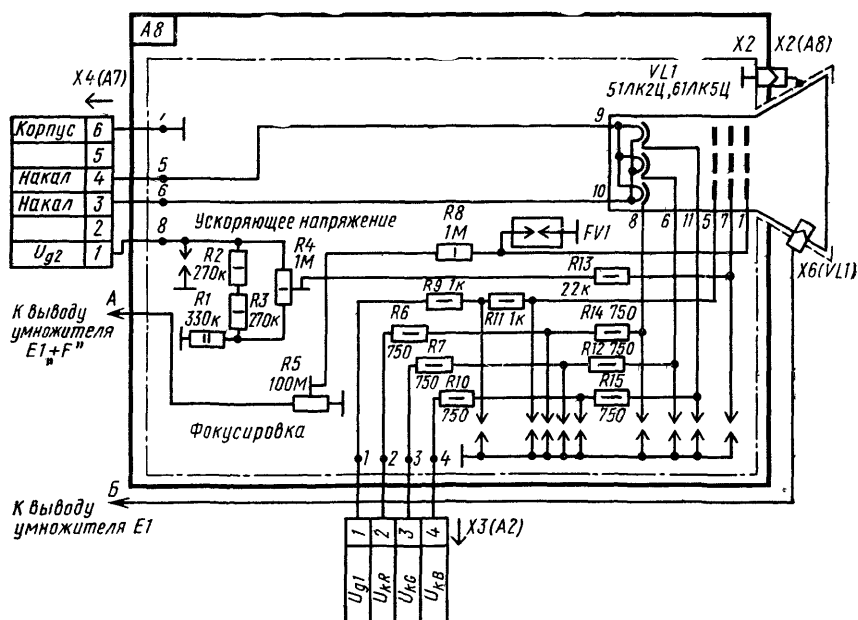 A8
X2
X2(A8)
X4(A7)
VL1
51ЛК2Ц, 61ЛК5Ц
Корпус 6
5
Накал 4
Накал 3
2
Ug2 1
5
6
8
9
10
8 6 11 5 7 1
Ускоряющее напряжение
R2
270к
R4
1М
R8
1М
FV1
X6(VL1)
R13
22к
R1
330к
R3
270к
R9 1к
R11 1к
R6
750
R14 750
R7
750
R12 750
R10
750
R15
750
А
К выводу
умножителя
E1 „+F"
R5
100М
Фокусировка
1 2 3 4
Б
К выводу
умножителя E1
1 2 3 4
X3(A2)
Ug1
UкR
UкG
UкB